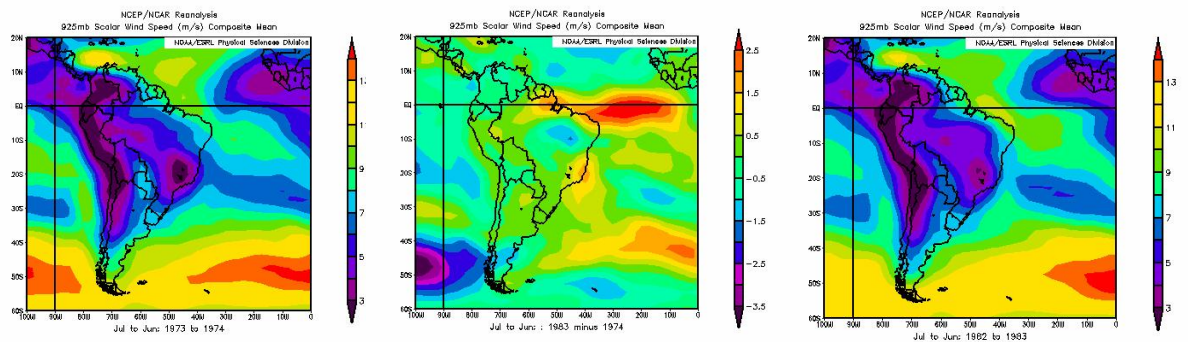 NCEP/NCAR Reanalysis
925mb Scalar Wind Speed (m/s) Composite Mean
NOAA/ESRL Physical Sciences Division
20N
10N
EQ
10S
20S
30S
40S
50S
60S
100W 90W 80W 70W 60W 50W 40W 30W 20W 10W 0
9
7
5
3
Jul to Jun: 1973 to 1974
NCEP/NCAR Reanalysis
925mb Scalar Wind Speed (m/s) Composite Mean
NOAA/ESRL Physical Sciences Division
20N
10N
EQ
10S
20S
30S
40S
50S
60S
100W 90W 80W 70W 60W 50W 40W 30W 20W 10W 0
2.5
1.5
0.5
-0.5
-1.5
-2.5
-3.5
Jul to Jun: : 1983 minus 1974
NCEP/NCAR Reanalysis
925mb Scalar Wind Speed (m/s) Composite Mean
NOAA/ESRL Physical Sciences Division
20N
10N
EQ
10S
20S
30S
40S
50S
60S
100W 90W 80W 70W 60W 50W 40W 30W 20W 10W 0
13
11
9
7
5
3
Jul to Jun: 1982 to 1983